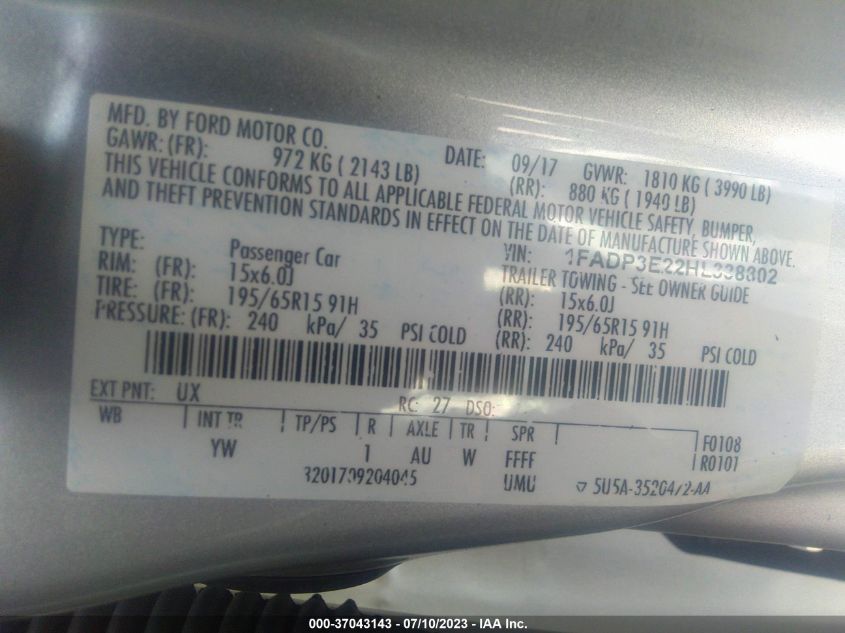 MFD. BY FORD MOTOR CO.
DATE: 09/17 GVWR: 1810 KG ( 3990 LB)
GAWR: (FR): 972 KG ( 2143 LB) (RR): 880 KG ( 1940 LB)
THIS VEHICLE CONFORMS TO ALL APPLICABLE FEDERAL MOTOR VEHICLE SAFETY, BUMPER,
AND THEFT PREVENTION STANDARDS IN EFFECT ON THE DATE OF MANUFACTURE SHOWN ABOVE.
VIN:
TYPE: Passenger Car TRAILER TOWING - SEE OWNER GUIDE
RIM: (FR): 15x6.0J (RR): 15x6.0J
TIRE: (FR): 195/65R15 91H (RR): 195/65R15 91H
PRESSURE: (FR): 240 kPa/ 35 PSI COLD (RR): 240 kPa/ 35 PSI COLD
EXT PNT: UX RC: 27 DSO:
WB INT TR TP/PS R AXLE TR SPR F0108
YW 1 AU W FFFF R0101
UMU
000-37043143 - 07/10/2023 - IAA Inc.